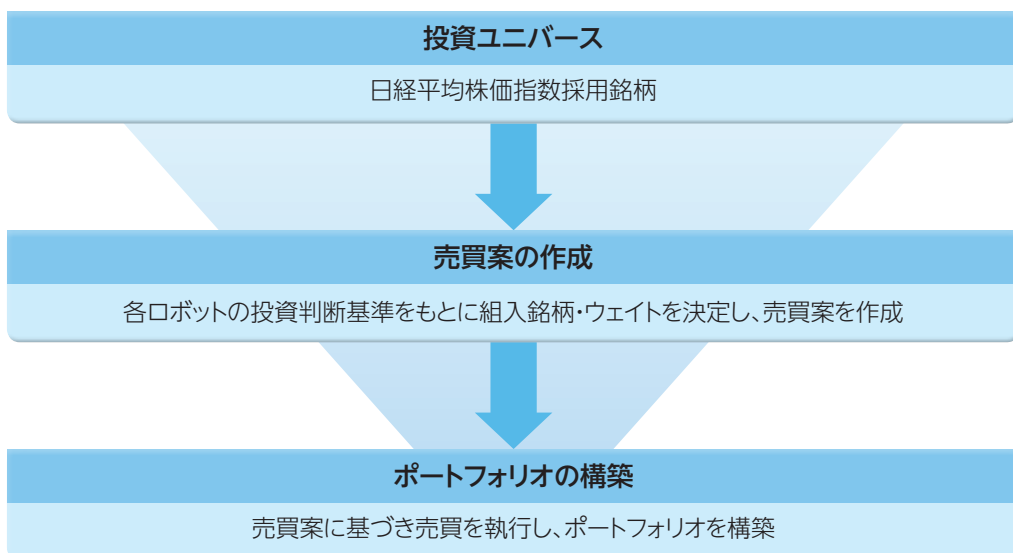 投資ユニバース
日経平均株価指数採用銘柄
売買案の作成
各ロボットの投資判断基準をもとに組入銘柄・ウェイトを決定し、売買案を作成
ポートフォリオの構築
売買案に基づき売買を執行し、ポートフォリオを構築